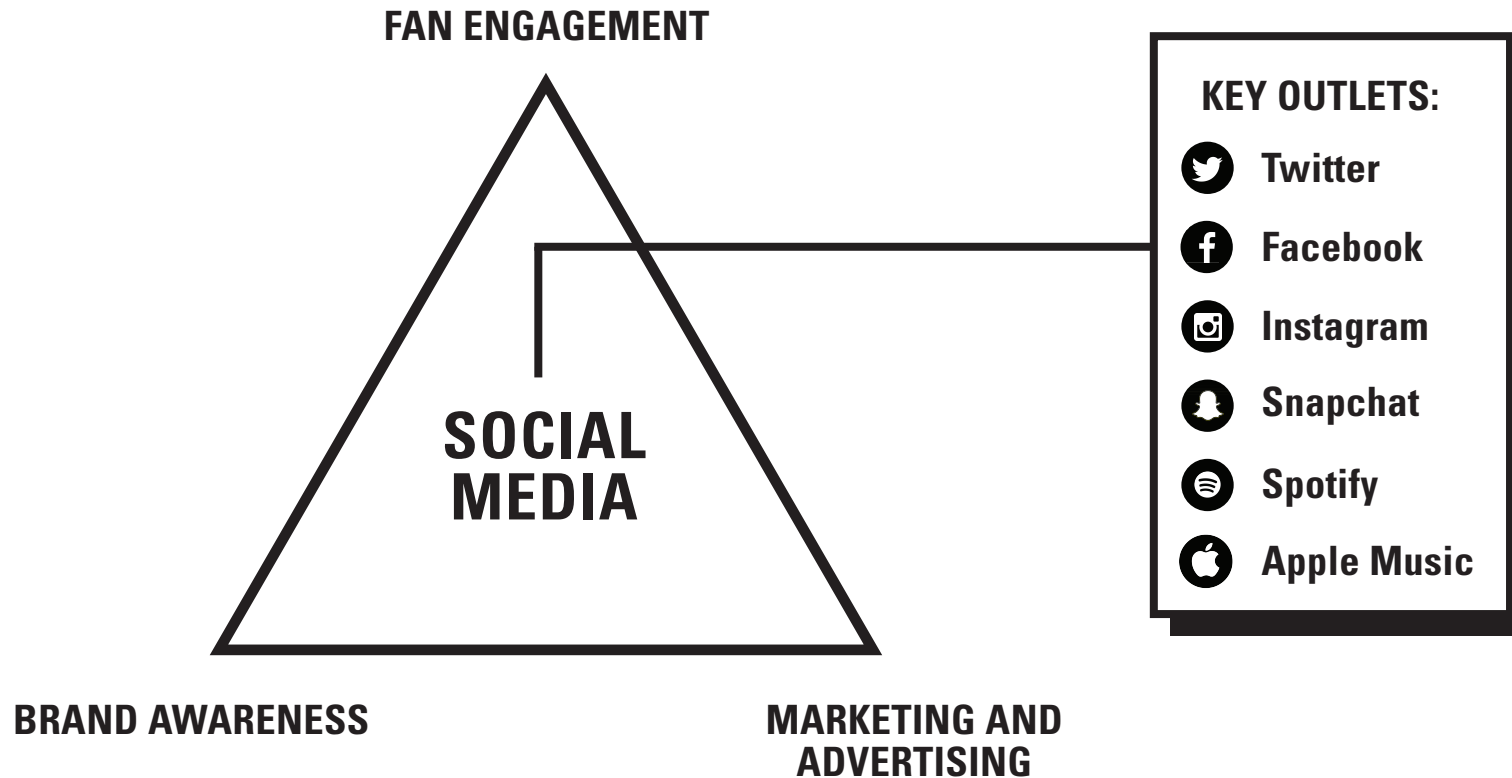 FAN ENGAGEMENT
KEY OUTLETS:
Twitter
Facebook
Instagram
Snapchat
Spotify
Apple Music
SOCIAL
MEDIA
BRAND AWARENESS
MARKETING AND
ADVERTISING